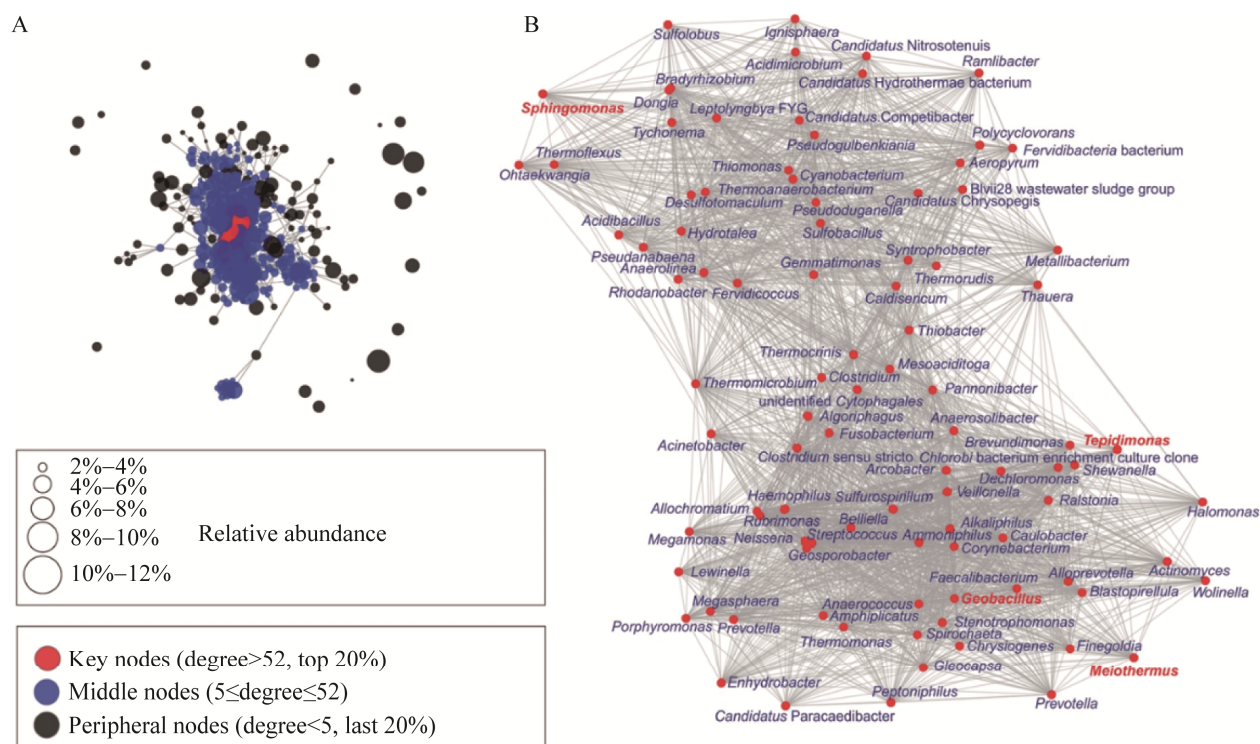 A
2%–4%
4%–6%
6%–8%
8%–10%
10%–12%
Relative abundance
Key nodes (degree>52, top 20%)
Middle nodes (5≤degree≤52)
Peripheral nodes (degree<5, last 20%)
B
Sulfolobus
Ignisphaera
Candidatus Nitrosotenuis
Acidimicrobium
Ramlibacter
Bradyrhizobium
Candidatus Hydrothermae bacterium
Sphingomonas
Dongia
Leptolyngbya FYG
Candidatus Competibacter
Tychonema
Pseudogulbenkiania
Polycyclovorans
Fervidibacteria bacterium
Thermoflexus
Aeropyrum
Ohtaekwangia
Thiomonas
Cyanobacterium
Thermoanaerobacterium
Blvii28 wastewater sludge group
Desulfotomaculum
Candidatus Chrysopegis
Pseudoduganella
Acidibacillus
Hydrotalea
Sulfobacillus
Pseudanabaena
Syntrophobacter
Metallibacterium
Anaerolinea
Gemmatimonas
Thermorudis
Rhodanobacter
Fervidicoccus
Caldisencum
Thauera
Thiobacter
Thermocrinis
Mesoaciditoga
Thermomicrobium
Clostridium
Pannonibacter
unidentified Cytophagales
Algoriphagus
Anaerosolibacter
Acinetobacter
Fusobacterium
Brevundimonas
Tepidimonas
Clostridium sensu stricto
Chlorobl bacterium enrichment culture clone
Arcobacter
Shewanella
Dechloromonas
Haemophilus
Sulfurospirillum
Veillonella
Ralstonia
Allochromatium
Halomonas
Rubrimonas
Belliella
Alkaliphilus
Megamonas
Neisseria
Streptococcus
Ammoniphilus
Caulobacter
Geosporobacter
Corynebacterium
Lewinella
Faecalibacterium
Alloprevotella
Actinomyces
Wolinella
Megasphaera
Anaerococcus
Geobacillus
Blastopirellula
Porphyromonas
Prevotella
Amphiplicatus
Stenotrophomonas
Thermomonas
Spirochaeta
Chrysiogenes
Finegoldia
Gleocapsa
Meiothermus
Enhydrobacter
Peptoniphilus
Prevotella
Candidatus Paracaedibacter